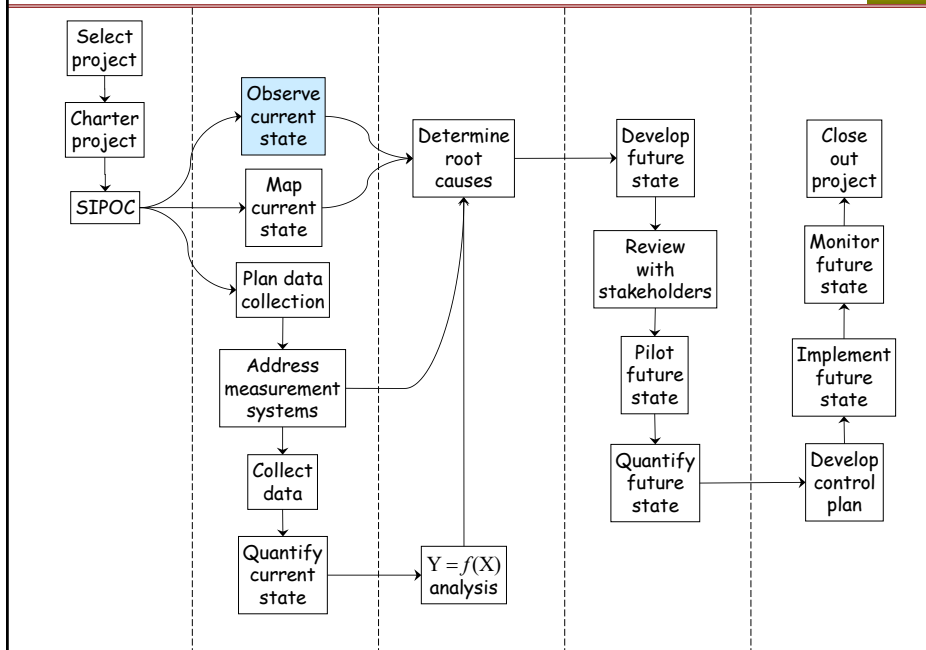 Select
project
Charter
project
SIPOC
Observe
current
state
Map
current
state
Plan data
collection
Address
measurement
systems
Collect
data
Quantify
current
state
Determine
root
causes
Y = f(X)
analysis
Develop
future
state
Review
with
stakeholders
Pilot
future
state
Quantify
future
state
Close
out
project
Monitor
future
state
Implement
future
state
Develop
control
plan